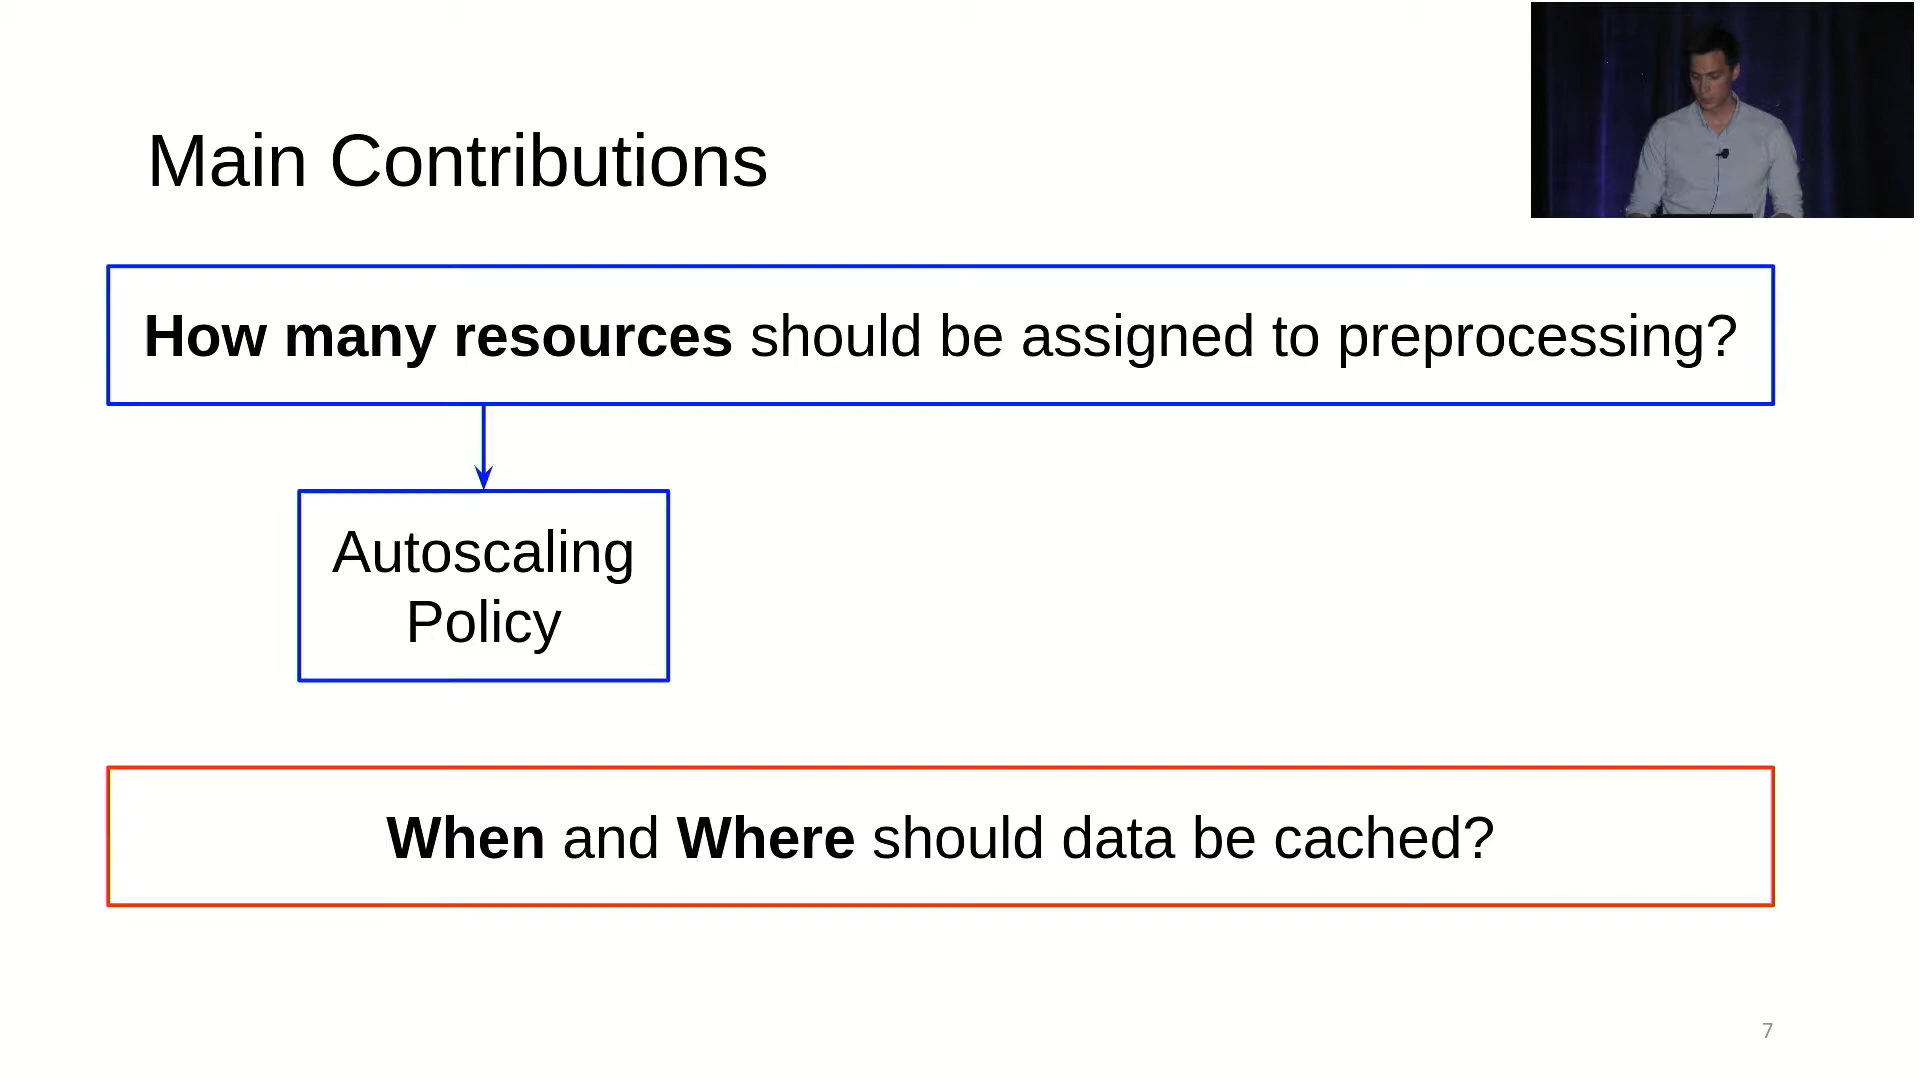 Main Contributions
How many resources should be assigned to preprocessing?
Autoscaling
Policy
When and Where should data be cached?
7